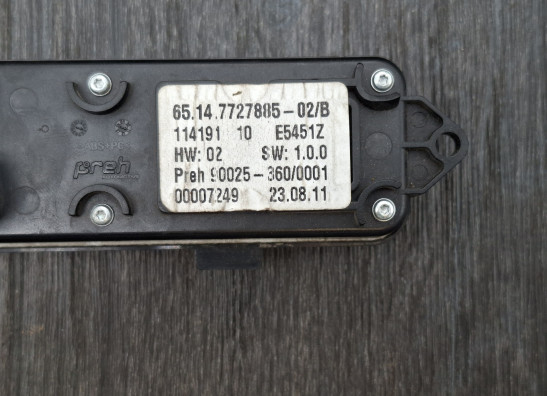 65.14.7727885-02/B
114191 10 E5451Z
HW: 02 SW: 1.0.0
Preh 90025-360/0001
00007249 23.08.11
preh